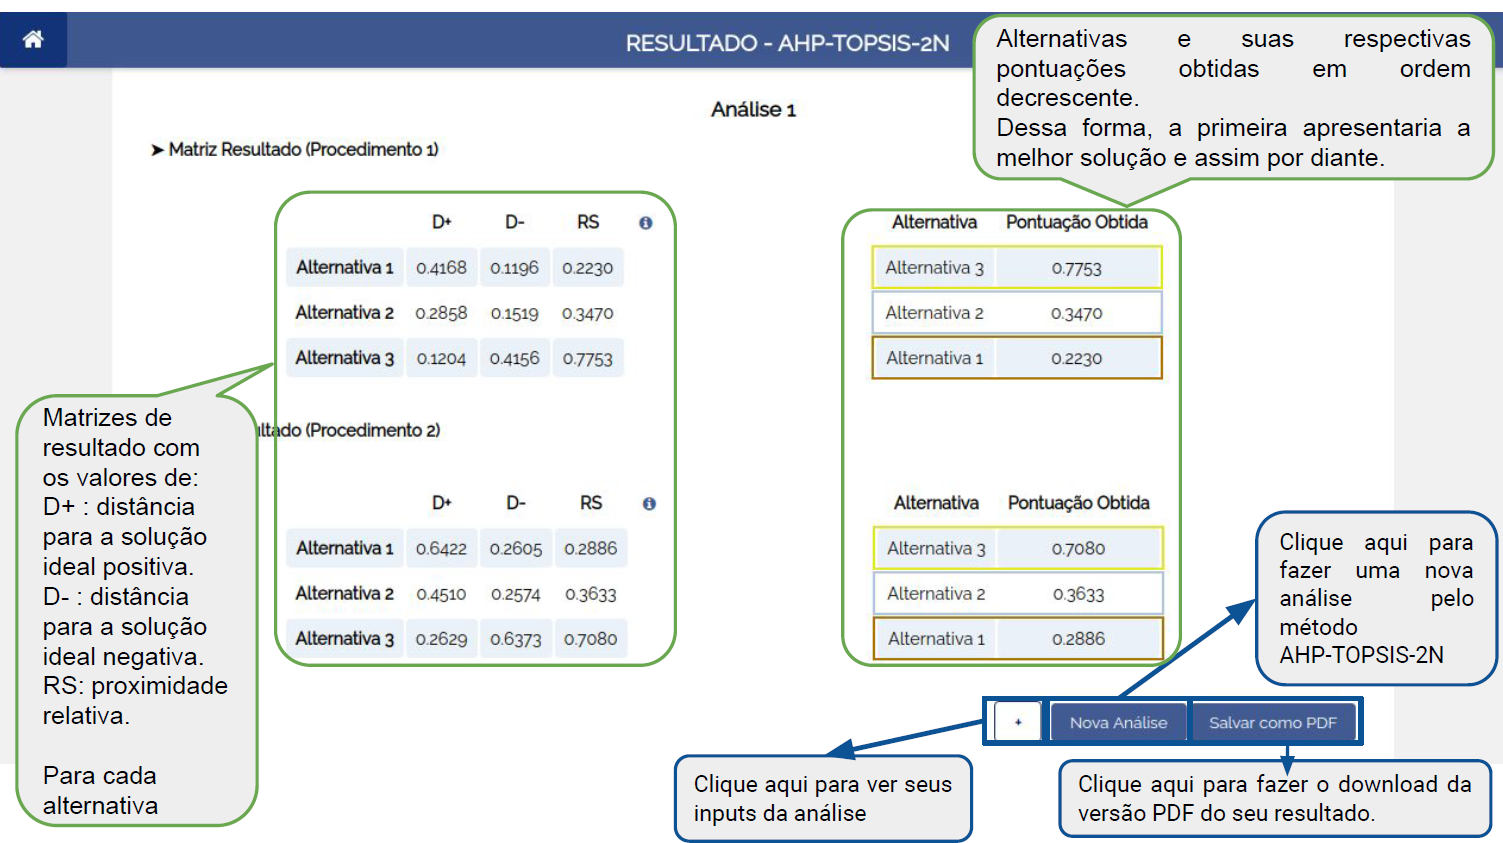 RESULTADO - AHP-TOPSIS-2N
Alternativas e suas respectivas
pontuações obtidas em ordem
decrescente.
Dessa forma, a primeira apresentaria a
melhor solução e assim por diante.
Análise 1
➤ Matriz Resultado (Procedimento 1)
D+ D- RS
Alternativa 1 0.4168 0.1196 0.2230
Alternativa 2 0.2858 0.1519 0.3470
Alternativa 3 0.1204 0.4156 0.7753
Alternativa Pontuação Obtida
Alternativa 3 0.7753
Alternativa 2 0.3470
Alternativa 1 0.2230
Matrizes de
resultado com
os valores de:
D+ : distância
para a solução
ideal positiva.
D- : distância
para a solução
ideal negativa.
RS: proximidade
relativa.
Para cada
alternativa
ltado (Procedimento 2)
D+ D- RS
Alternativa 1 0.6422 0.2605 0.2886
Alternativa 2 0.4510 0.2574 0.3633
Alternativa 3 0.2629 0.6373 0.7080
Alternativa Pontuação Obtida
Alternativa 3 0.7080
Alternativa 2 0.3633
Alternativa 1 0.2886
Clique aqui para
fazer uma nova
análise pelo
método
AHP-TOPSIS-2N
+ Nova Análise Salvar como PDF
Clique aqui para ver seus
inputs da análise
Clique aqui para fazer o download da
versão PDF do seu resultado.